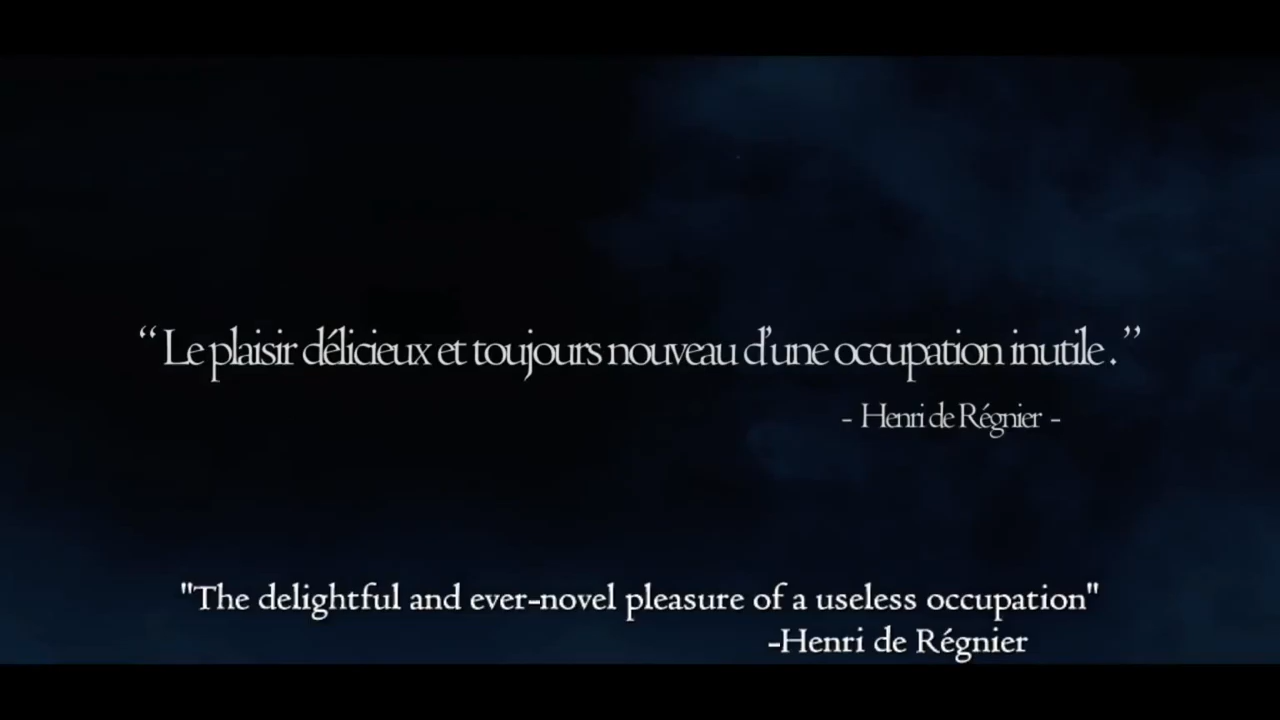 “ Le plaisir délicieux et toujours nouveau d’une occupation inutile . ”
- Henri de Régnier -
"The delightful and ever-novel pleasure of a useless occupation"
-Henri de Régnier